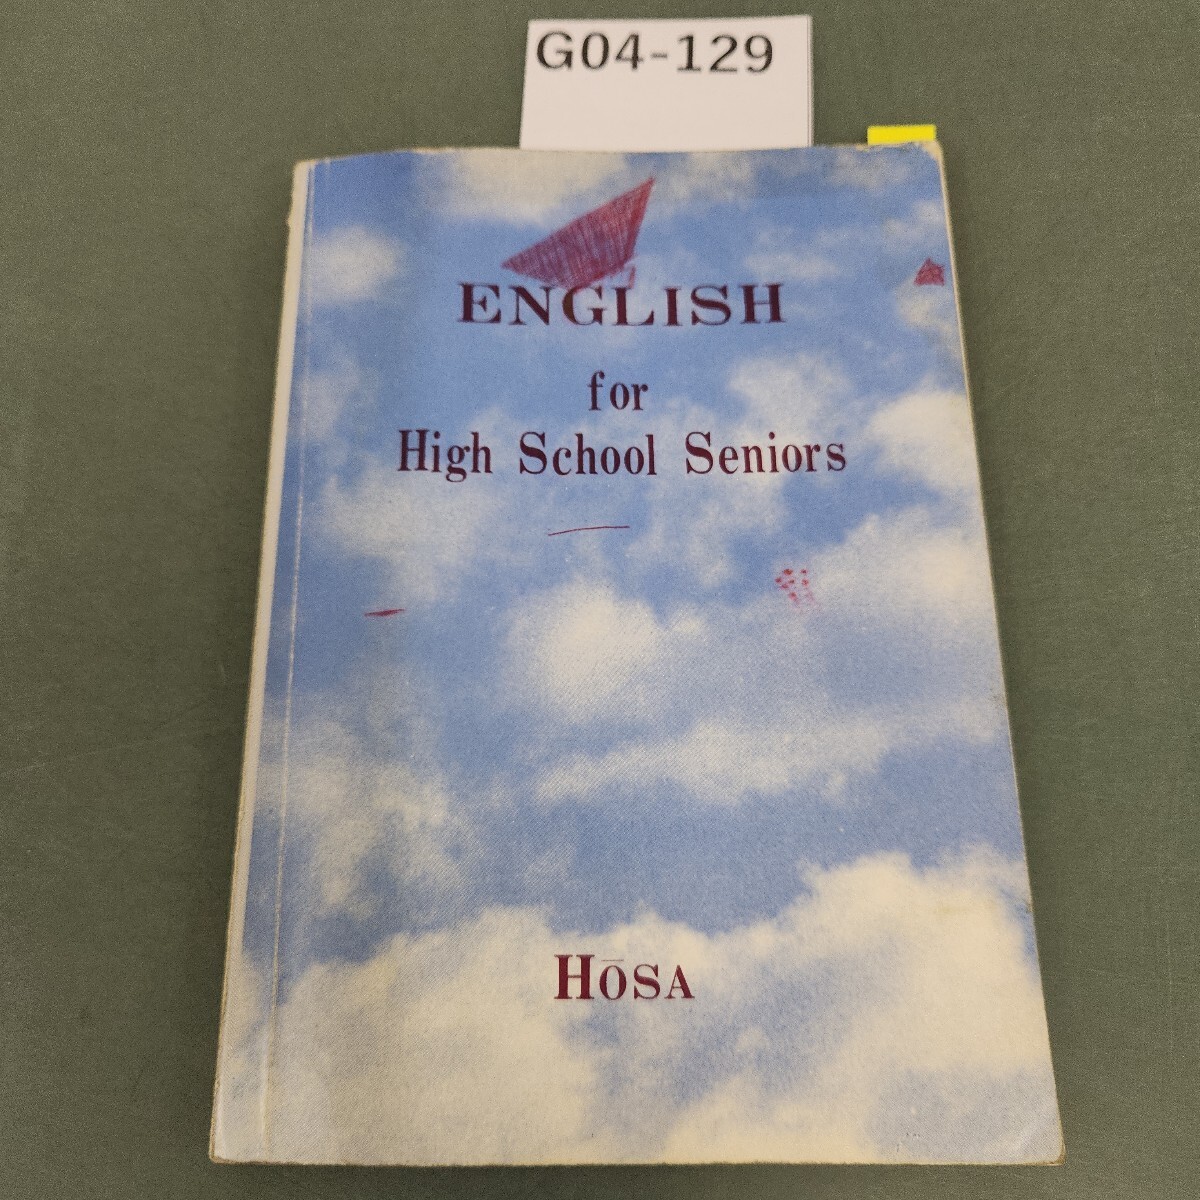 G04-129
ENGLISH
for
High School Seniors
HŌSA